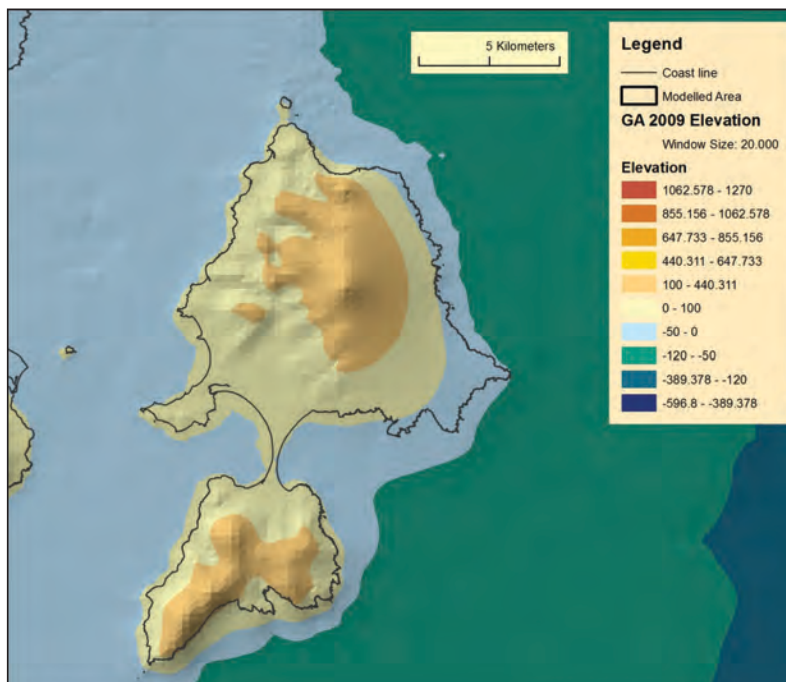 5 Kilometers
Legend
Coast line
Modelled Area
GA 2009 Elevation
Window Size: 20.000
Elevation
1062.578 - 1270
855.156 - 1062.578
647.733 - 855.156
440.311 - 647.733
100 - 440.311
0 - 100
-50 - 0
-120 - -50
-389.378 - -120
-596.8 - -389.378